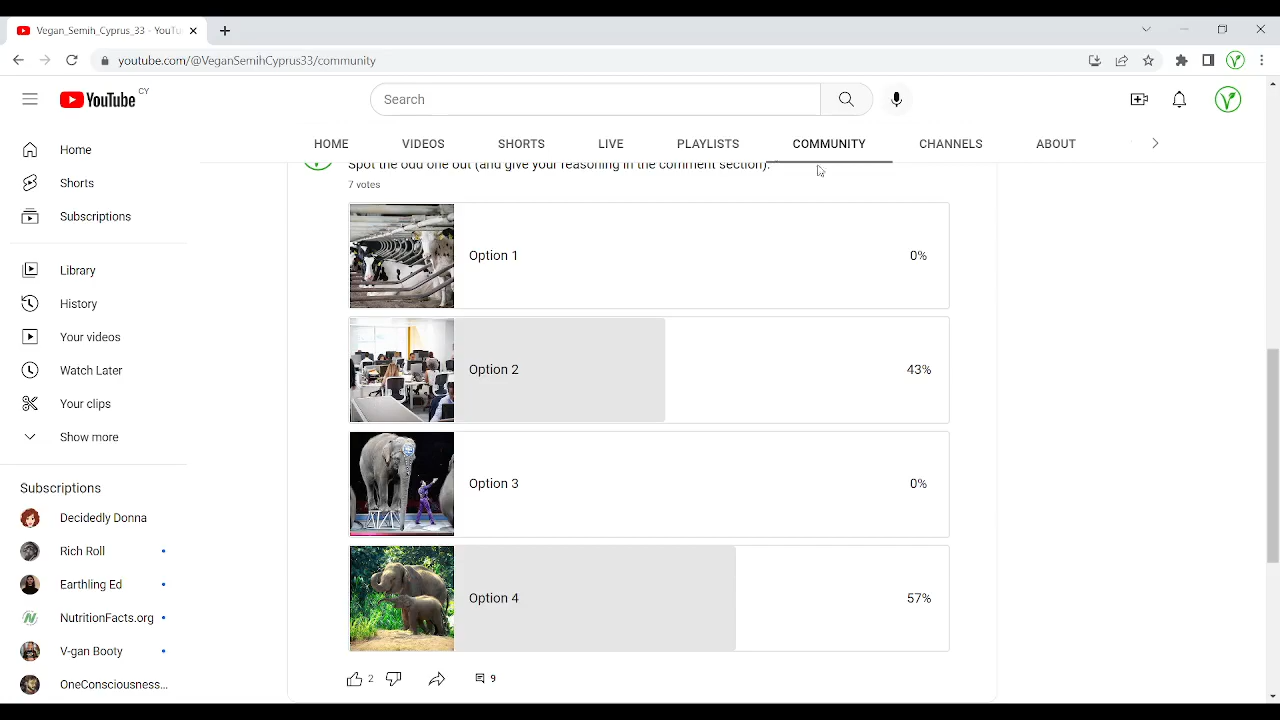 Vegan_Semih_Cyprus_33 - YouTu
youtube.com/@VeganSemihCyprus33/community
YouTube CY
Search
HOME VIDEOS SHORTS LIVE PLAYLISTS COMMUNITY CHANNELS ABOUT
Home
Shorts
Subscriptions
Library
History
Your videos
Watch Later
Your clips
Show more
Subscriptions
Decidedly Donna
Rich Roll
Earthling Ed
NutritionFacts.org
V-gan Booty
OneConsciousness...
Spot the odd one out (and give your reasoning in the comment section).
7 votes
Option 1 0%
Option 2 43%
Option 3 0%
Option 4 57%
2 9